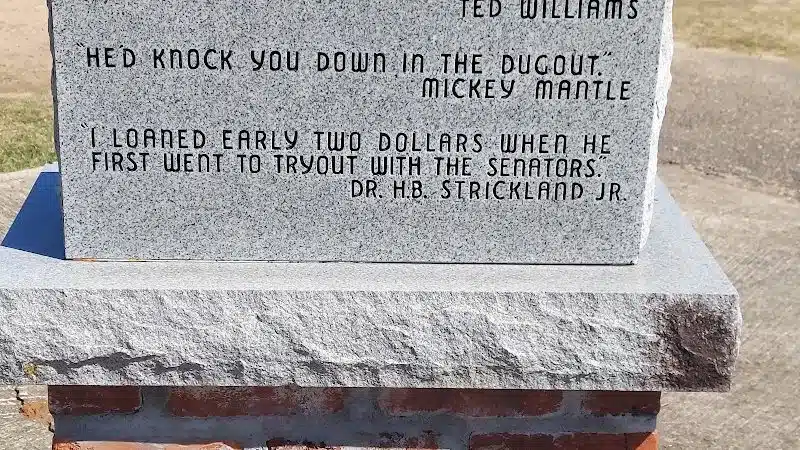 TED WILLIAMS
"HE'D KNOCK YOU DOWN IN THE DUGOUT."
MICKEY MANTLE
"I LOANED EARLY TWO DOLLARS WHEN HE
FIRST WENT TO TRYOUT WITH THE SENATORS."
DR. H.B. STRICKLAND JR.